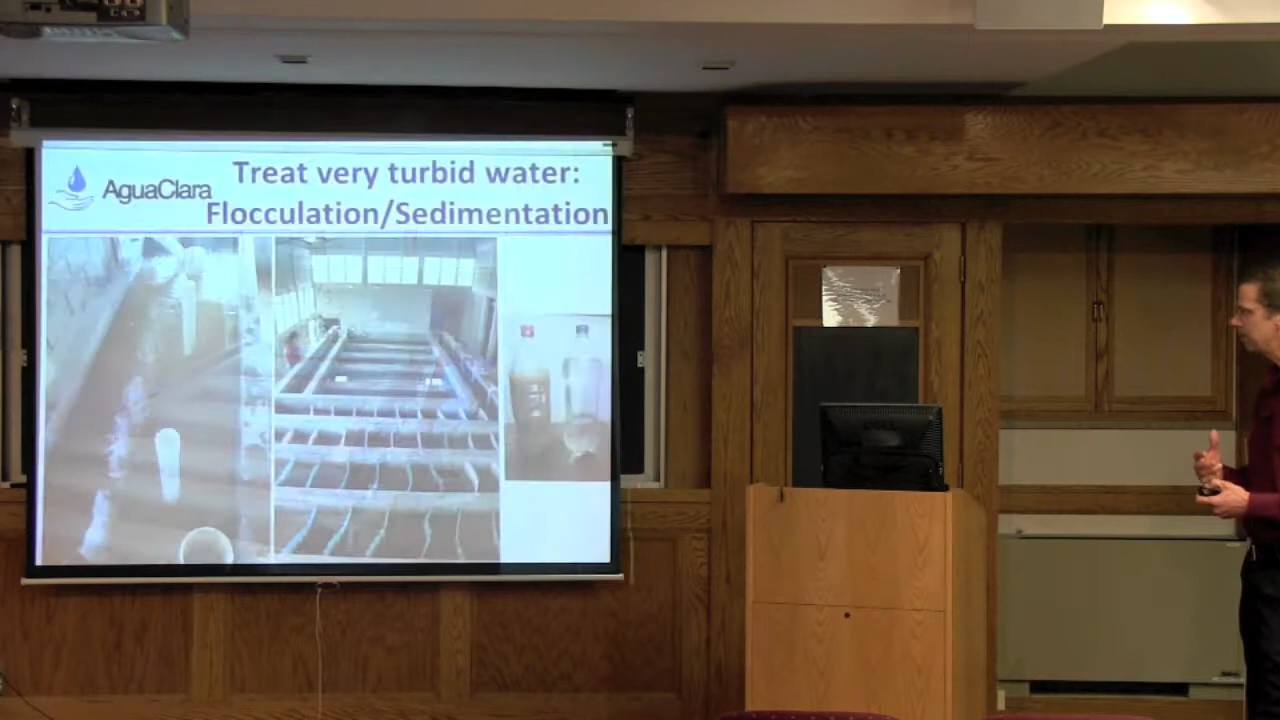 AguaClara
Treat very turbid water:
Flocculation/Sedimentation